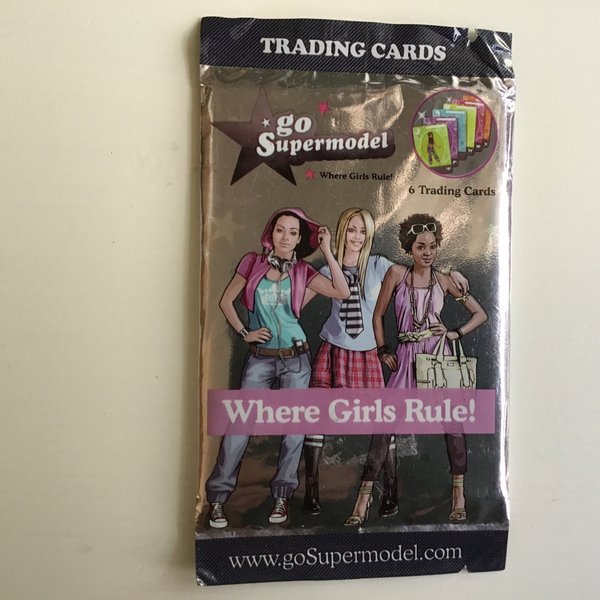 TRADING CARDS
go
Supermodel
Where Girls Rule!
6 Trading Cards
Where Girls Rule!
www.goSupermodel.com